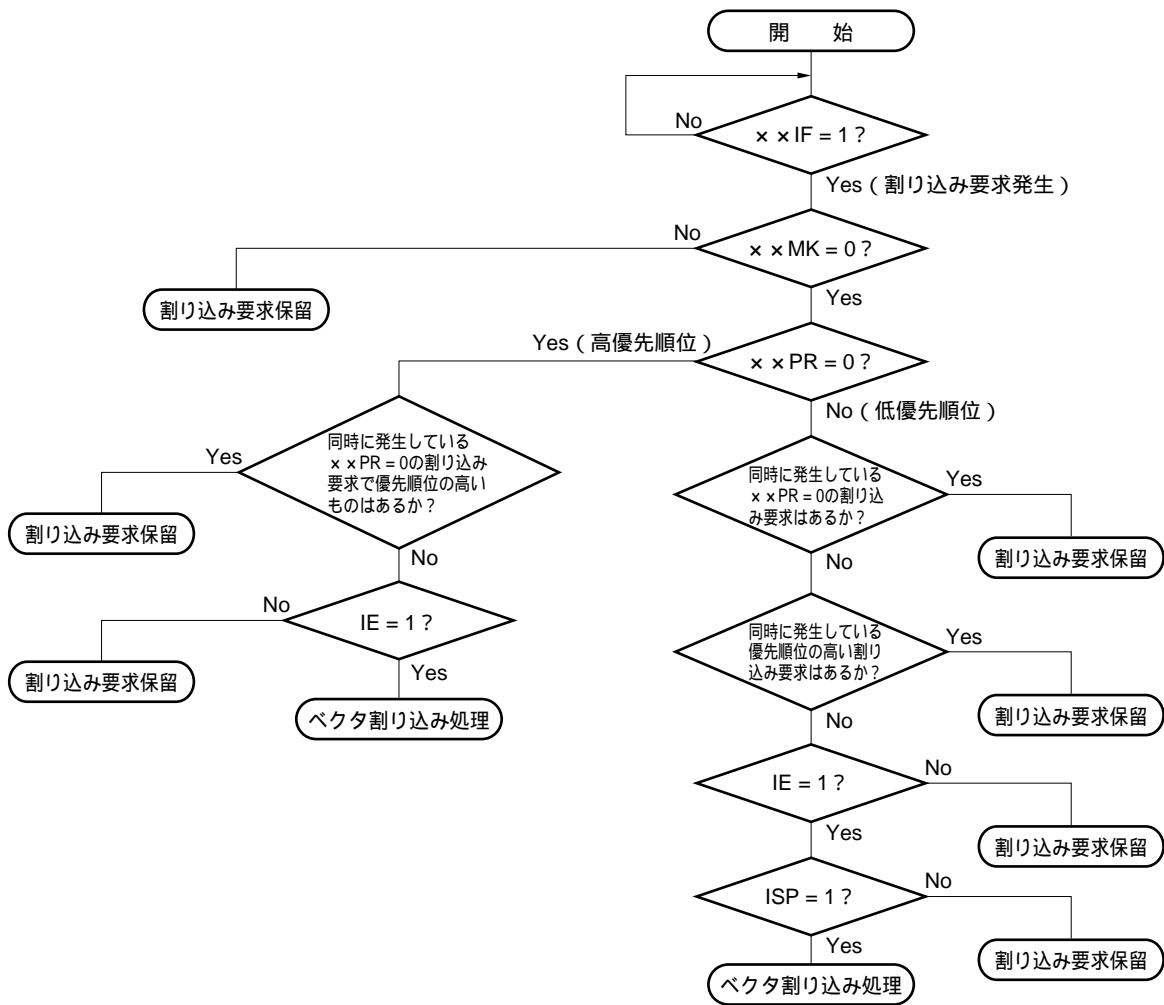 開　始
No
××IF = 1?
Yes(割り込み要求発生)
No
××MK = 0?
割り込み要求保留
Yes
Yes(高優先順位)
××PR = 0?
No(低優先順位)
同時に発生している
××PR = 0の割り込み
要求で優先順位の高い
ものはあるか?
Yes
割り込み要求保留
No
同時に発生している
××PR = 0の割り込
み要求はあるか?
Yes
割り込み要求保留
No
No
IE = 1?
割り込み要求保留
Yes
ベクタ割り込み処理
同時に発生している
優先順位の高い割り
込み要求はあるか?
Yes
割り込み要求保留
No
IE = 1?
No
割り込み要求保留
Yes
ISP = 1?
No
割り込み要求保留
Yes
ベクタ割り込み処理